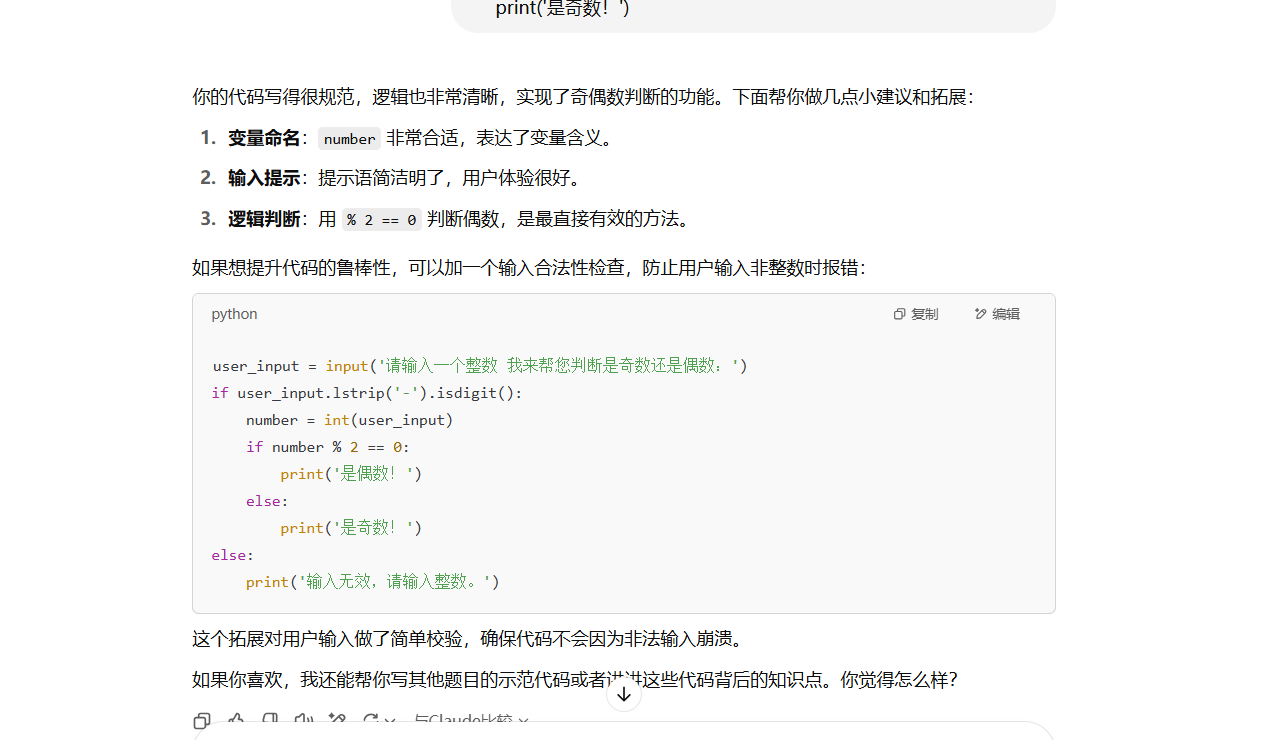 print('是奇数！')
你的代码写得很规范，逻辑也非常清晰，实现了奇偶数判断的功能。下面帮你做几点小建议和拓展：
1. 变量命名：number 非常合适，表达了变量含义。
2. 输入提示：提示语简洁明了，用户体验很好。
3. 逻辑判断：用 % 2 == 0 判断偶数，是最直接有效的方法。
如果想提升代码的鲁棒性，可以加一个输入合法性检查，防止用户输入非整数时报错：
python 复制 编辑
user_input = input('请输入一个整数 我来帮您判断是奇数还是偶数：')
if user_input.lstrip('-').isdigit():
    number = int(user_input)
    if number % 2 == 0:
        print('是偶数！')
    else:
        print('是奇数！')
else:
    print('输入无效，请输入整数。')
这个拓展对用户输入做了简单校验，确保代码不会因为非法输入崩溃。
如果你喜欢，我还能帮你写其他题目的示范代码或者讲讲这些代码背后的知识点。你觉得怎么样？
与Claude比较